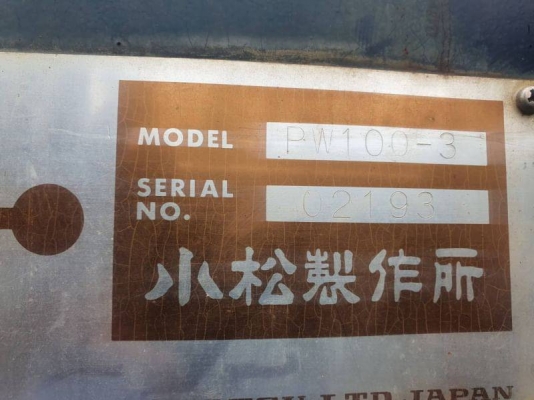 MODEL PW100-3
SERIAL NO. 02193
小松製作所
LTD. JAPAN